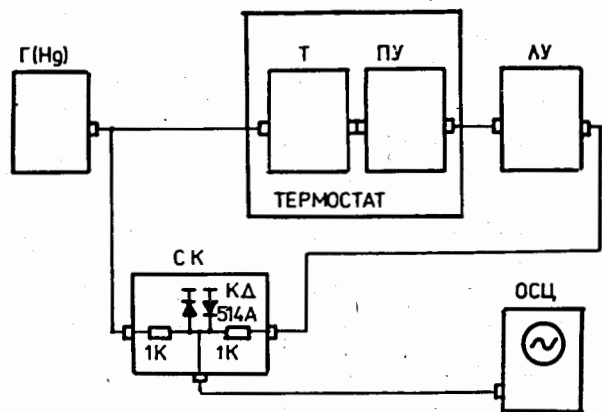 Г(Hg)
Т
ПУ
ЛУ
ТЕРМОСТАТ
СК
КД
514А
1К
1К
ОСЦ